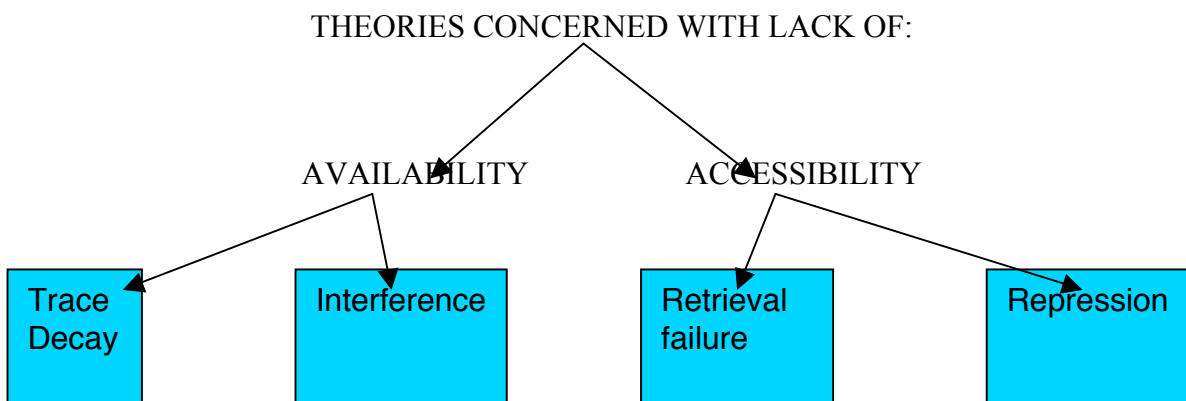 THEORIES CONCERNED WITH LACK OF:
AVAILABILITY
ACCESSIBILITY
Trace
Decay
Interference
Retrieval
failure
Repression